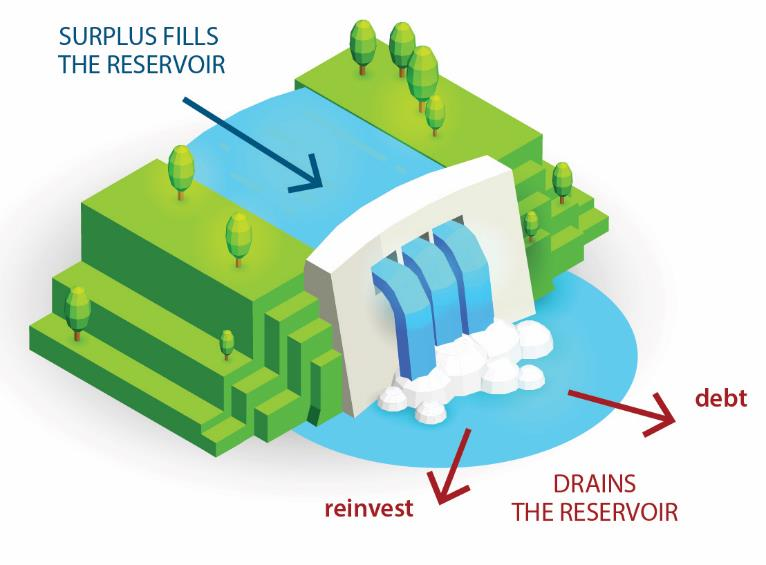 SURPLUS FILLS
THE RESERVOIR
debt
reinvest
DRAINS
THE RESERVOIR